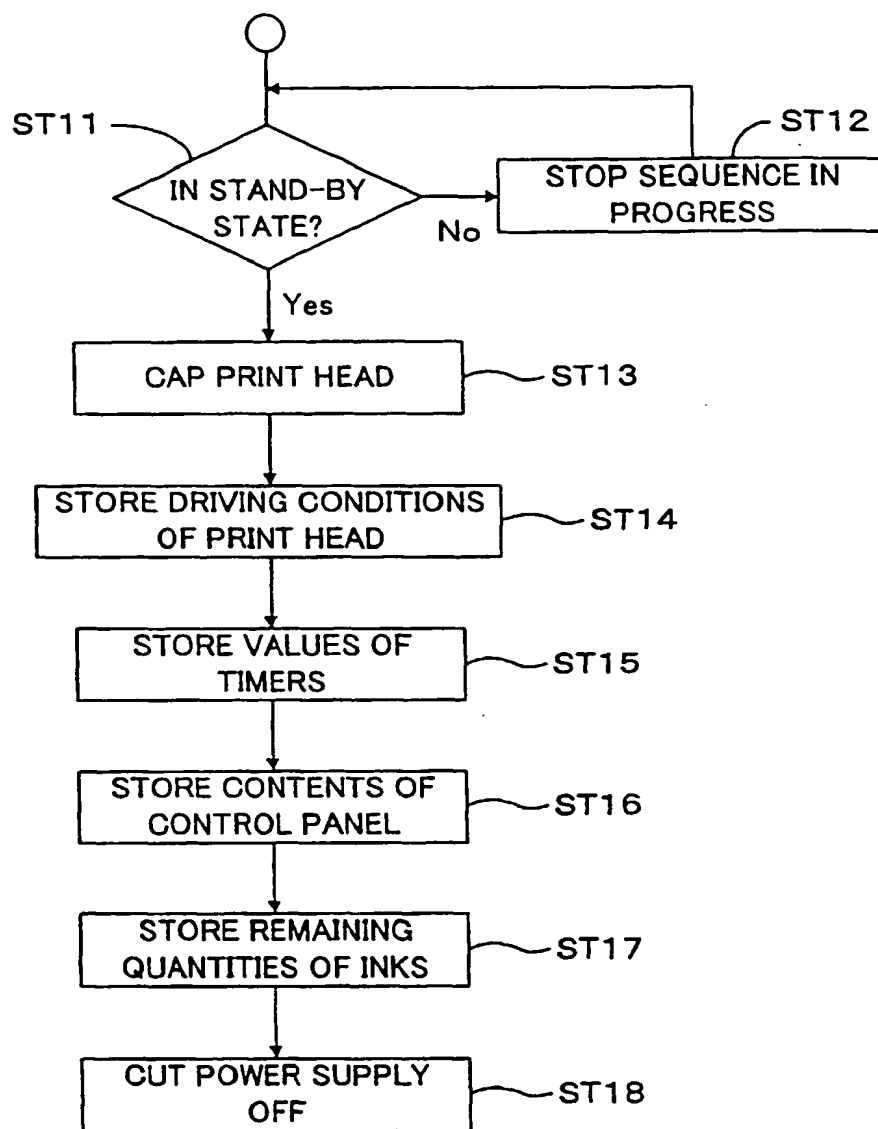 ST11
IN STAND-BY
STATE?
No
ST12
STOP SEQUENCE IN
PROGRESS
Yes
CAP PRINT HEAD
ST13
STORE DRIVING CONDITIONS
OF PRINT HEAD
ST14
STORE VALUES OF
TIMERS
ST15
STORE CONTENTS OF
CONTROL PANEL
ST16
STORE REMAINING
QUANTITIES OF INKS
ST17
CUT POWER SUPPLY
OFF
ST18